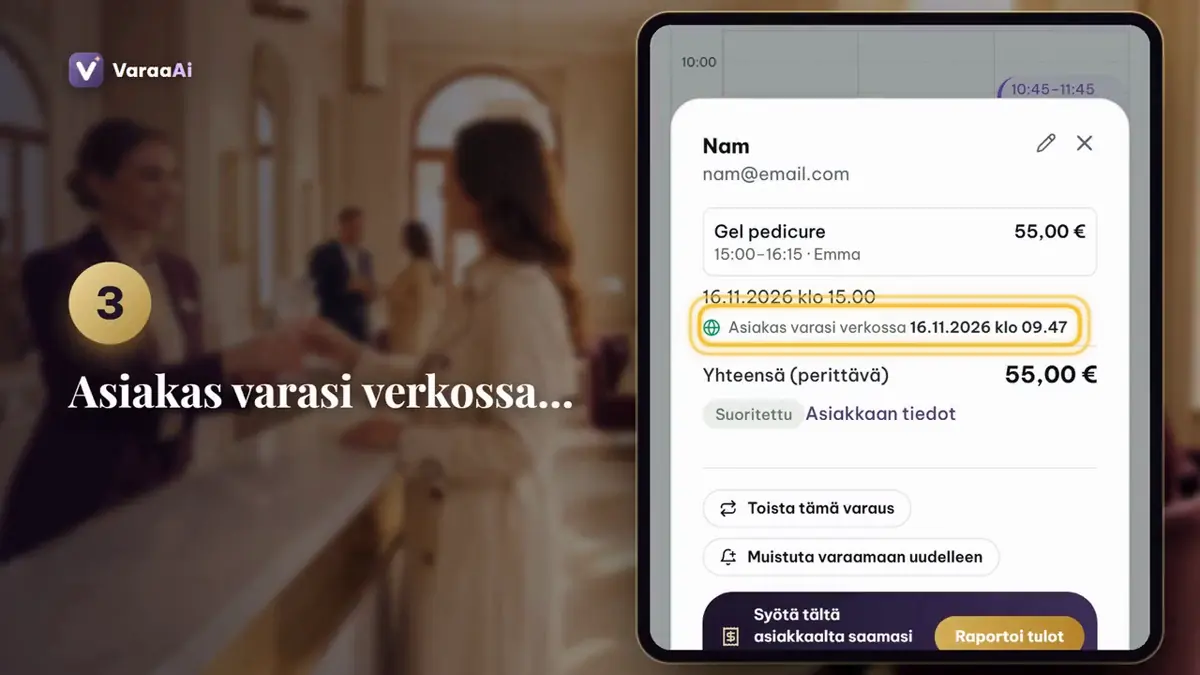 VaraaAi
3
Asiakas varasi verkossa...
10:00
10:45–11:45
Nam
nam@email.com
Gel pedicure 55,00 €
15:00–16:15 · Emma
16.11.2026 klo 15.00
Asiakas varasi verkossa 16.11.2026 klo 09.47
Yhteensä (perittävä) 55,00 €
Suoritettu Asiakkaan tiedot
Toista tämä varaus
Muistuta varaamaan uudelleen
Syötä tältä
asiakkaalta saamasi
Raportoi tulot